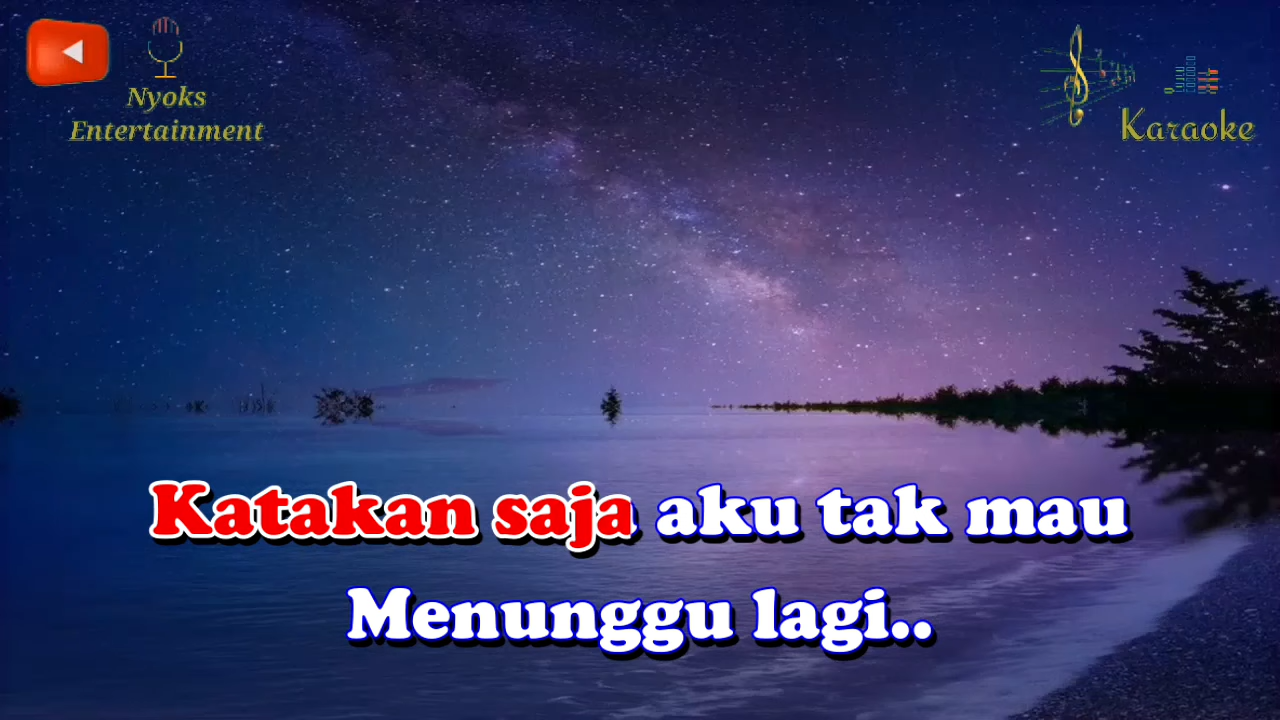 Nyoks
Entertainment
Karaoke
Katakan saja aku tak mau
Menunggu lagi..